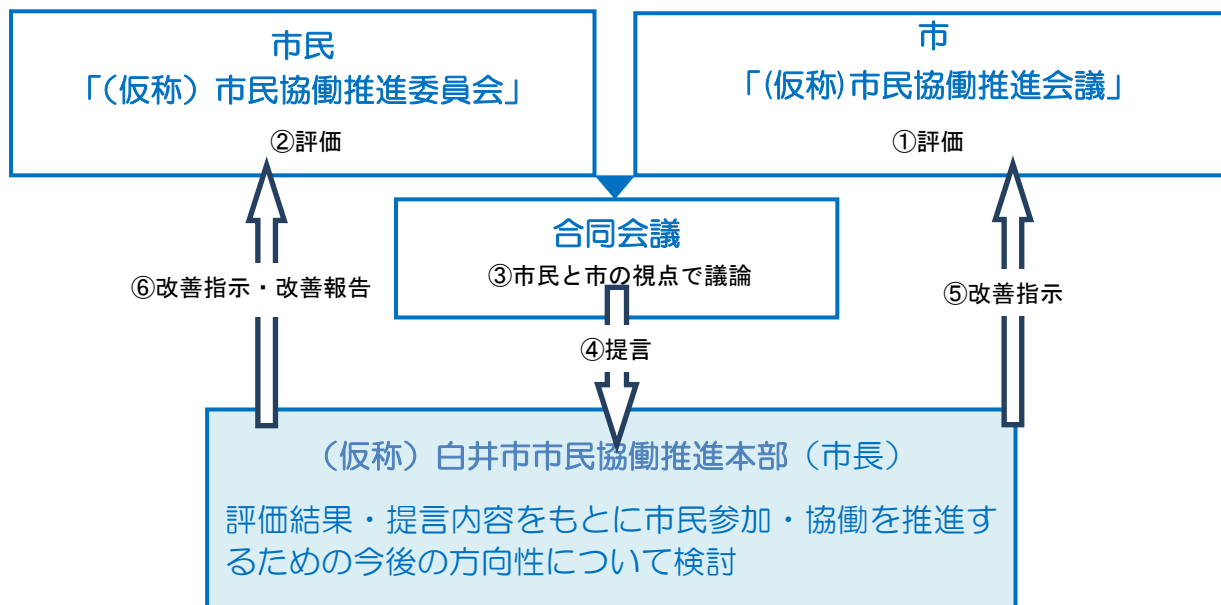 市民
「（仮称）市民協働推進委員会」
②評価
市
「(仮称)市民協働推進会議」
①評価
合同会議
③市民と市の視点で議論
⑥改善指示・改善報告
⑤改善指示
④提言
（仮称）白井市市民協働推進本部（市長）
評価結果・提言内容をもとに市民参加・協働を推進す
るための今後の方向性について検討